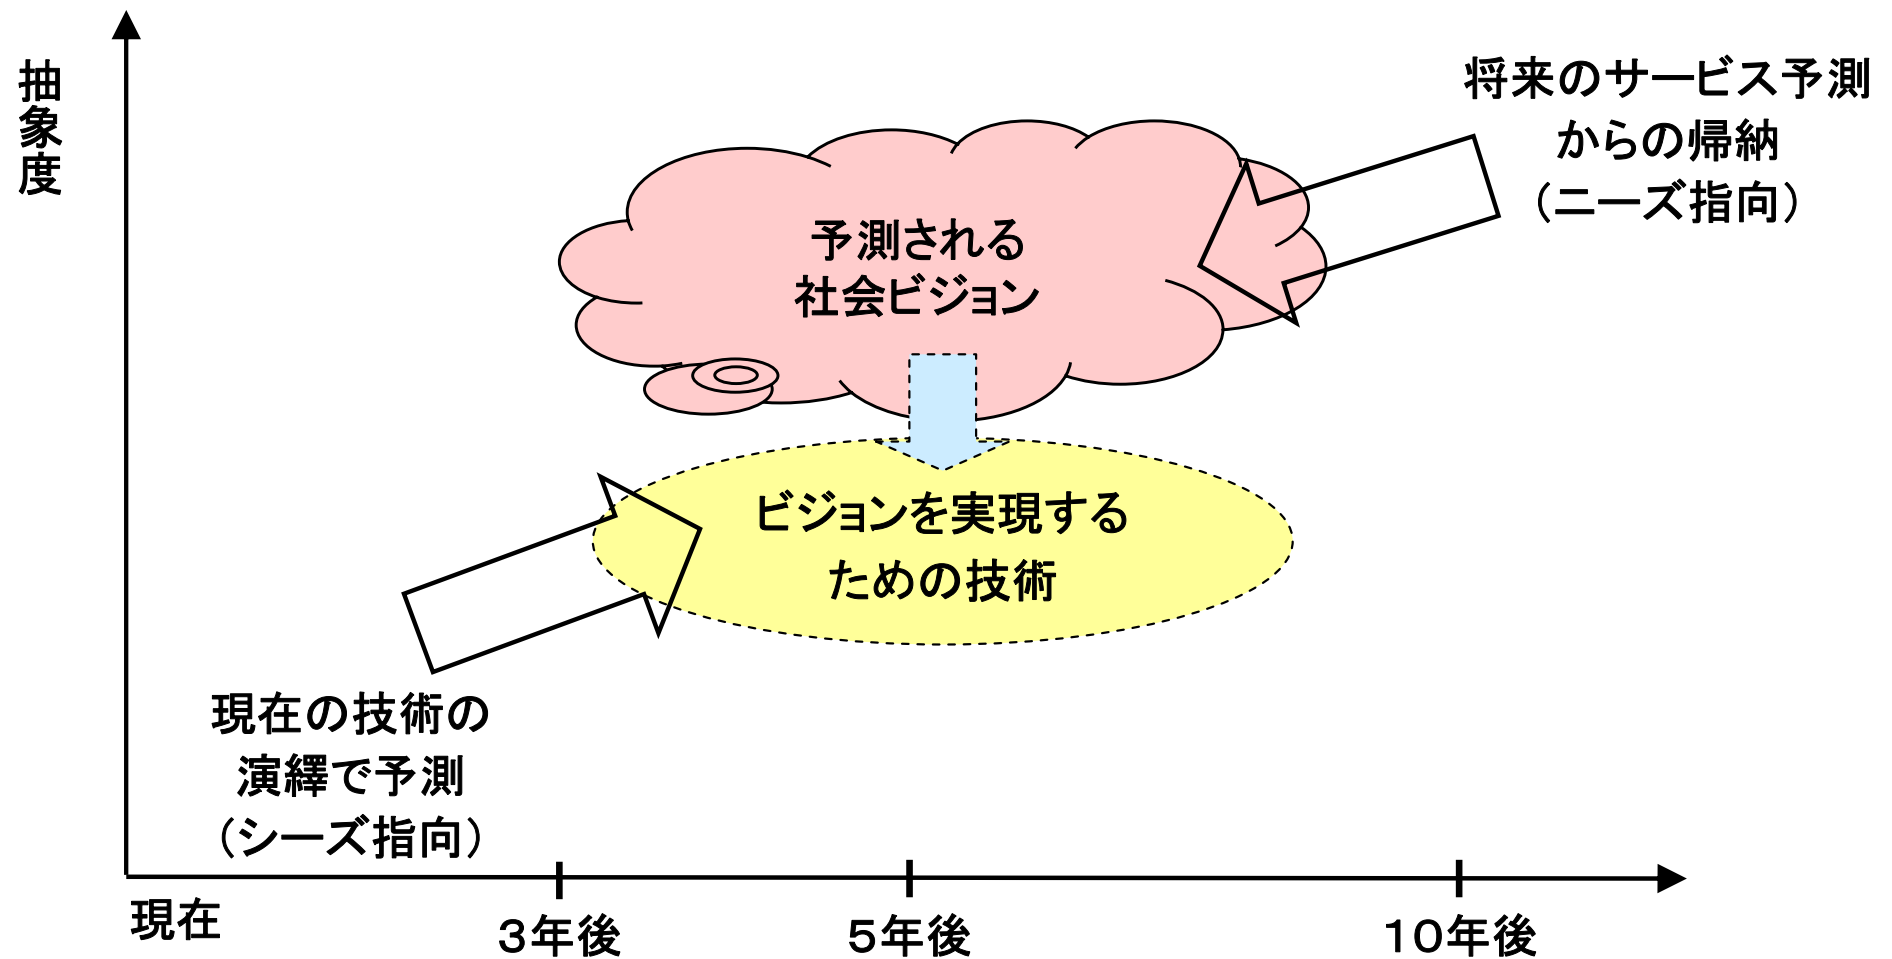 抽象度
将来のサービス予測
からの帰納
（ニーズ指向）
予測される
社会ビジョン
ビジョンを実現する
ための技術
現在の技術の
演繹で予測
（シーズ指向）
現在
３年後
５年後
１０年後